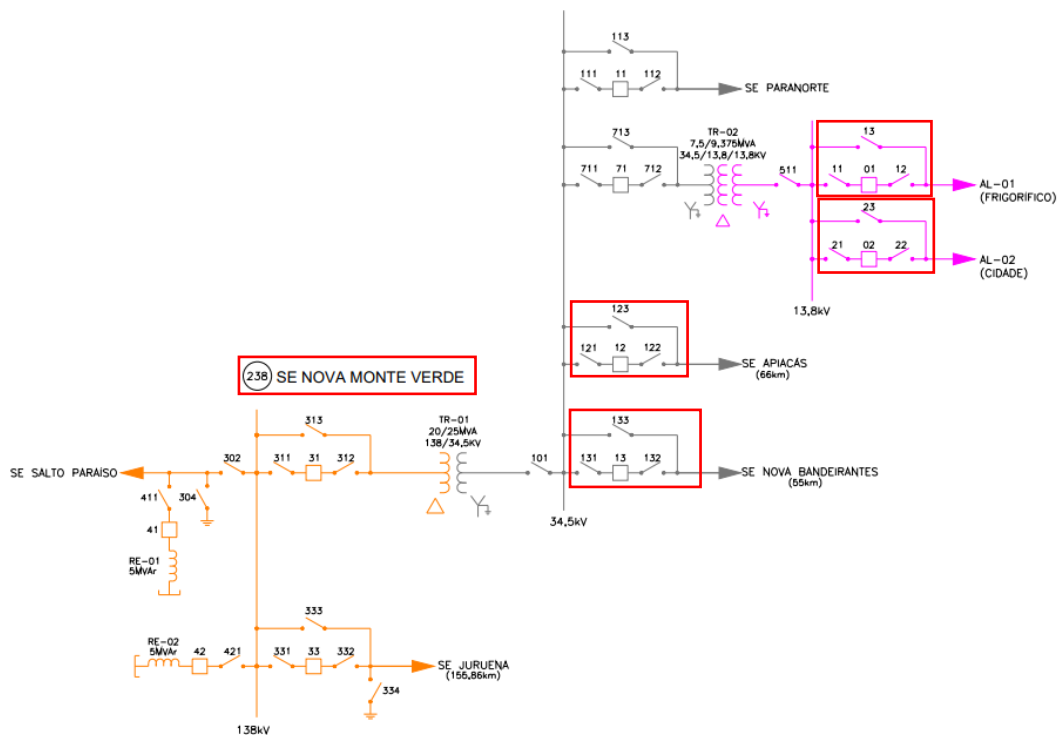 113
111 11 112
SE PARANORTE
713
711 71 712
TR-02
7,5/9,375MVA
34,5/13,8/13,8KV
511
13
11 01 12
AL-01
(FRIGORÍFICO)
23
21 02 22
AL-02
(CIDADE)
13,8kV
123
121 12 122
SE APIACÁS
(66km)
238 SE NOVA MONTE VERDE
133
131 13 132
SE NOVA BANDEIRANTES
(55km)
34,5kV
TR-01
20/25MVA
138/34,5KV
101
313
311 31 312
302
SE SALTO PARAÍSO
411 304
41
RE-01
5MVAr
333
331 33 332
RE-02
5MVAr
42 421
SE JURUENA
(155,86km)
334
138kV